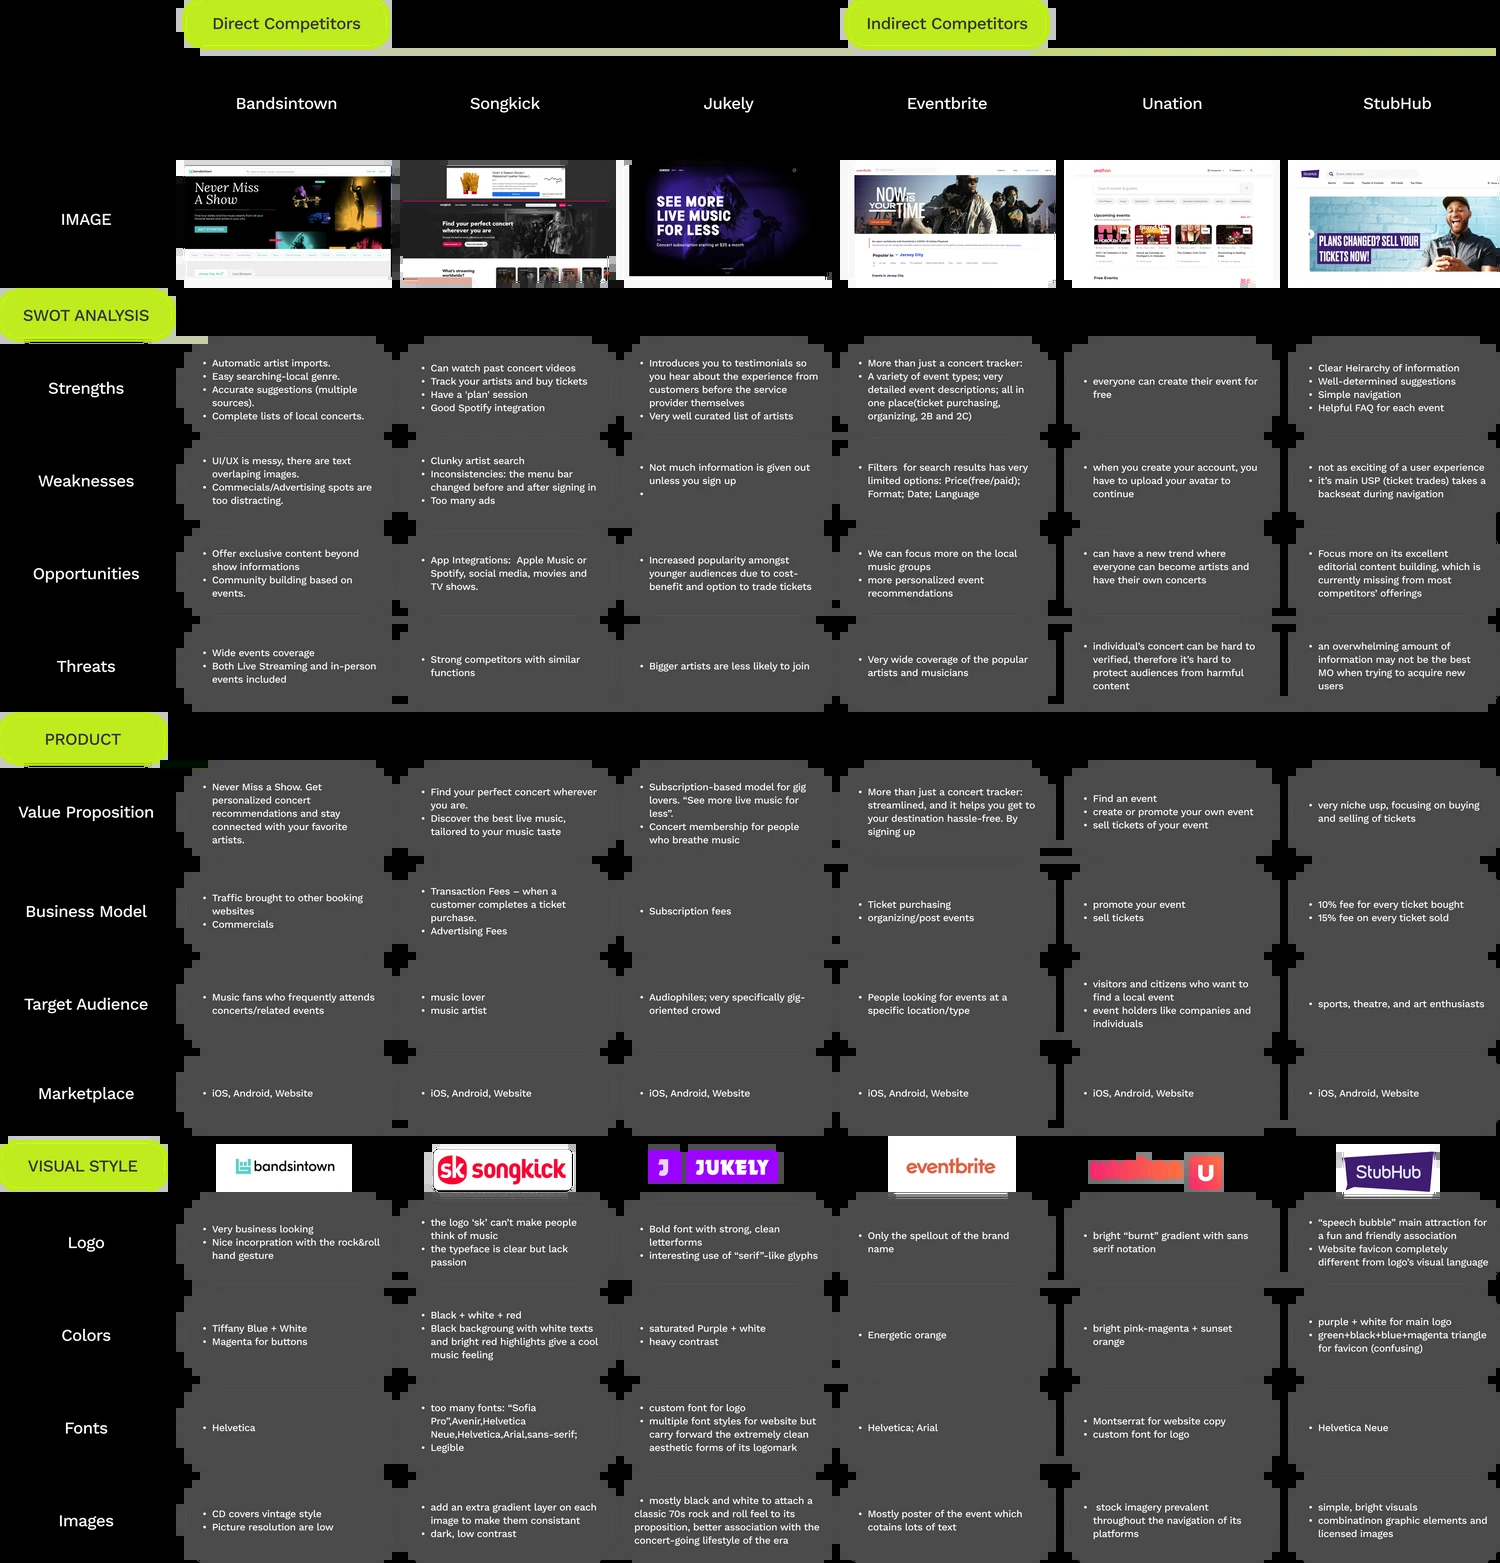 Direct Competitors
Indirect Competitors
Bandsintown
Songkick
Jukely
Eventbrite
Unation
StubHub
IMAGE
bandsintown
Never Miss
A Show
GET STARTED
Find your perfect concert
wherever you are
What's streaming
worldwide?
SEE MORE
LIVE MUSIC
FOR LESS
Concert subscription starting at $25 a month
eventbrite
NOW IS
YOUR
TIME
Popular in Jersey City
Events in Jersey City
unation
Upcoming events
Free Events
StubHub
PLANS CHANGED? SELL YOUR
TICKETS NOW!
SWOT ANALYSIS
Strengths
• Automatic artist imports.
• Easy searching-local genre.
• Accurate suggestions (multiple
sources).
• Complete lists of local concerts.
• Can watch past concert videos
• Track your artists and buy tickets
• Have a 'plan' session
• Good Spotify integration
• Introduces you to testimonials so
you hear about the experience from
customers before the service
provider themselves
• Very well curated list of artists
• More than just a concert tracker:
• A variety of event types; very
detailed event descriptions; all in
one place(ticket purchasing,
organizing, 2B and 2C)
• everyone can create their event for
free
• Clear Heirarchy of information
• Well-determined suggestions
• Simple navigation
• Helpful FAQ for each event
Weaknesses
• UI/UX is messy, there are text
overlaping images.
• Commecials/Advertising spots are
too distracting.
• Clunky artist search
• Inconsistencies: the menu bar
changed before and after signing in
• Too many ads
• Not much information is given out
unless you sign up
•
• Filters for search results has very
limited options: Price(free/paid);
Format; Date; Language
• when you create your account, you
have to upload your avatar to
continue
• not as exciting of a user experience
• it's main USP (ticket trades) takes a
backseat during navigation
Opportunities
• Offer exclusive content beyond
show informations
• Community building based on
events.
• App Integrations: Apple Music or
Spotify, social media, movies and
TV shows.
• Increased popularity amongst
younger audiences due to cost-
benefit and option to trade tickets
• We can focus more on the local
music groups
• more personalized event
recommendations
• can have a new trend where
everyone can become artists and
have their own concerts
• Focus more on its excellent
editorial content building, which is
currently missing from most
competitors' offerings
Threats
• Wide events coverage
• Both Live Streaming and in-person
events included
• Strong competitors with similar
functions
• Bigger artists are less likely to join
• Very wide coverage of the popular
artists and musicians
• individual's concert can be hard to
verified, therefore it's hard to
protect audiences from harmful
content
• an overwhelming amount of
information may not be the best
MO when trying to acquire new
users
PRODUCT
Value Proposition
• Never Miss a Show. Get
personalized concert
recommendations and stay
connected with your favorite
artists.
• Find your perfect concert wherever
you are.
• Discover the best live music,
tailored to your music taste
• Subscription-based model for gig
lovers. "See more live music for
less".
• Concert membership for people
who breathe music
• More than just a concert tracker:
streamlined, and it helps you get to
your destination hassle-free. By
signing up
• Find an event
• create or promote your own event
• sell tickets of your event
• very niche usp, focusing on buying
and selling of tickets
Business Model
• Traffic brought to other booking
websites
• Commercials
• Transaction Fees – when a
customer completes a ticket
purchase.
• Advertising Fees
• Subscription fees
• Ticket purchasing
• organizing/post events
• promote your event
• sell tickets
• 10% fee for every ticket bought
• 15% fee on every ticket sold
Target Audience
• Music fans who frequently attends
concerts/related events
• music lover
• music artist
• Audiophiles; very specifically gig-
oriented crowd
• People looking for events at a
specific location/type
• visitors and citizens who want to
find a local event
• event holders like companies and
individuals
• sports, theatre, and art enthusiasts
Marketplace
• iOS, Android, Website
• iOS, Android, Website
• iOS, Android, Website
• iOS, Android, Website
• iOS, Android, Website
• iOS, Android, Website
VISUAL STYLE
bandsintown
sk songkick
J JUKELY
eventbrite
U
StubHub
Logo
• Very business looking
• Nice incorpration with the rock&roll
hand gesture
• the logo 'sk' can't make people
think of music
• the typeface is clear but lack
passion
• Bold font with strong, clean
letterforms
• interesting use of "serif"-like glyphs
• Only the spellout of the brand
name
• bright "burnt" gradient with sans
serif notation
• "speech bubble" main attraction for
a fun and friendly association
• Website favicon completely
different from logo's visual language
Colors
• Tiffany Blue + White
• Magenta for buttons
• Black + white + red
• Black backgroung with white texts
and bright red highlights give a cool
music feeling
• saturated Purple + white
• heavy contrast
• Energetic orange
• bright pink-magenta + sunset
orange
• purple + white for main logo
• green+black+blue+magenta triangle
for favicon (confusing)
Fonts
• Helvetica
• too many fonts: "Sofia
Pro",Avenir,Helvetica
Neue,Helvetica,Arial,sans-serif;
• Legible
• custom font for logo
• multiple font styles for website but
carry forward the extremely clean
aesthetic forms of its logomark
• Helvetica; Arial
• Montserrat for website copy
• custom font for logo
• Helvetica Neue
Images
• CD covers vintage style
• Picture resolution are low
• add an extra gradient layer on each
image to make them consistant
• dark, low contrast
• mostly black and white to attach a
classic 70s rock and roll feel to its
proposition, better association with the
concert-going lifestyle of the era
• Mostly poster of the event which
cotains lots of text
• stock imagery prevalent
throughout the navigation of its
platforms
• simple, bright visuals
• combinatinon graphic elements and
licensed images